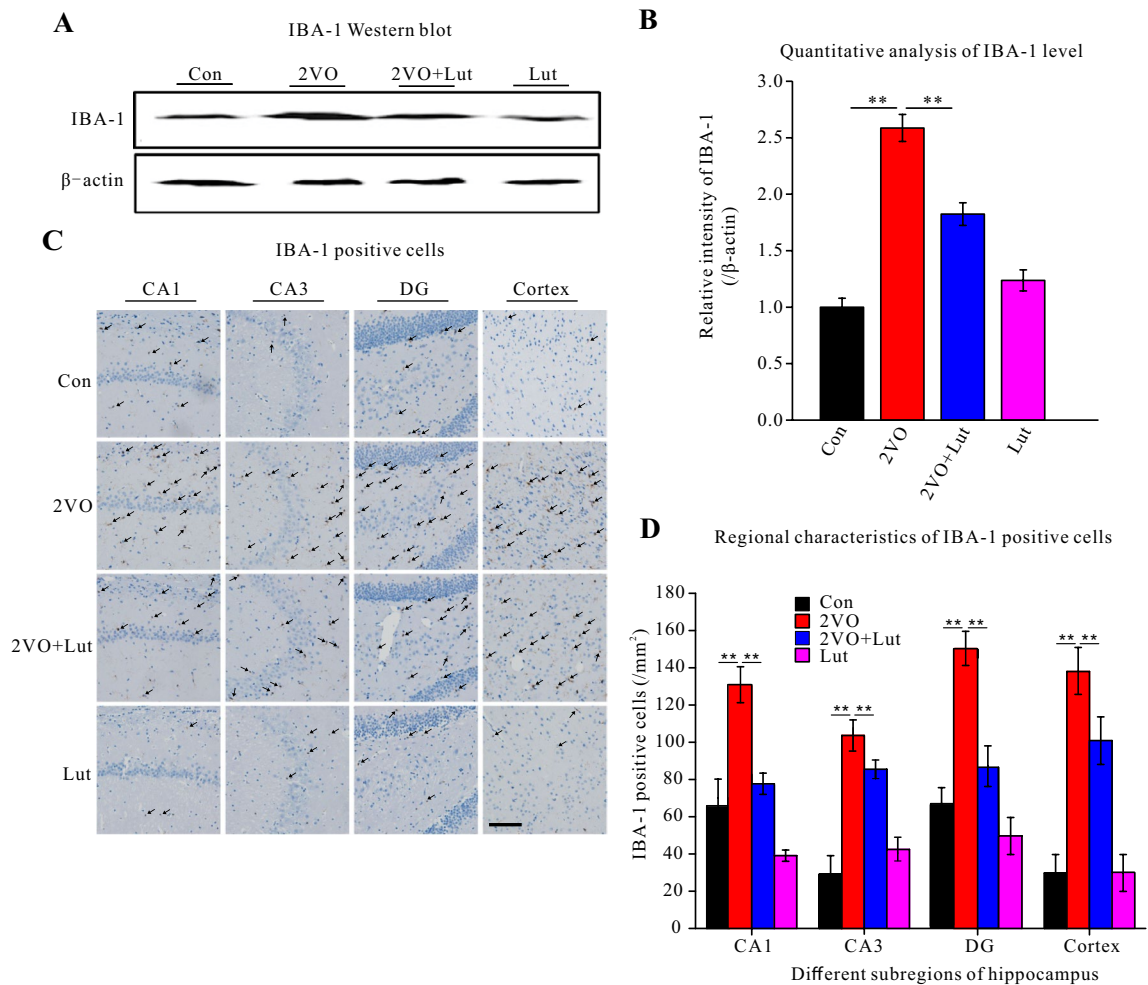 A
IBA-1 Western blot
Con 2VO 2VO+Lut Lut
IBA-1
β-actin
B
Quantitative analysis of IBA-1 level
3.0
2.5
2.0
1.5
1.0
0.5
0.0
Relative intensity of IBA-1
(/β-actin)
** **
Con 2VO 2VO+Lut Lut
C
IBA-1 positive cells
CA1 CA3 DG Cortex
Con
2VO
2VO+Lut
Lut
D
Regional characteristics of IBA-1 positive cells
180
160
140
120
100
80
60
40
20
0
IBA-1 positive cells (/mm²)
Con
2VO
2VO+Lut
Lut
** **
** **
** **
** **
CA1 CA3 DG Cortex
Different subregions of hippocampus